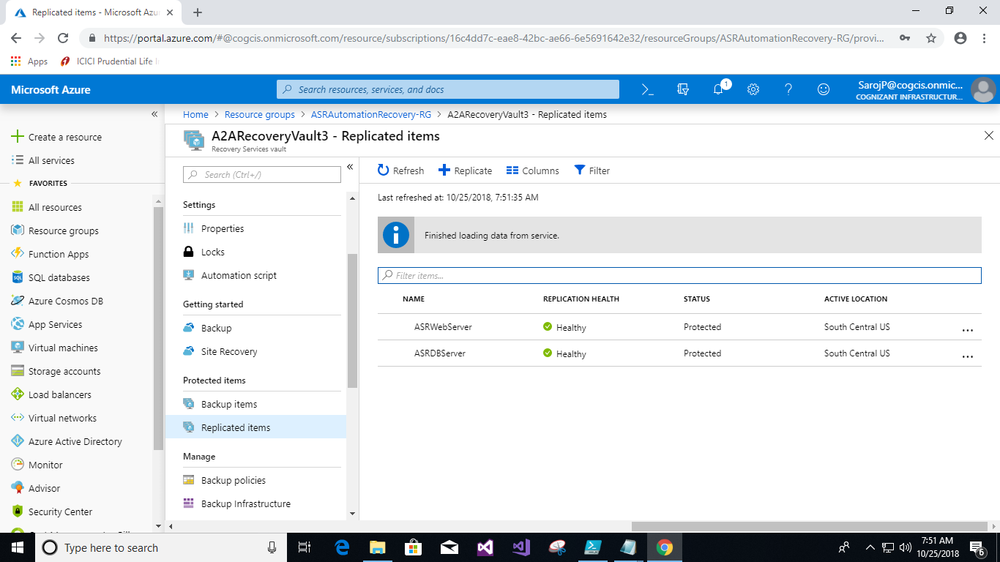 Replicated items - Microsoft Azu
https://portal.azure.com/#@cogcis.onmicrosoft.com/resource/subscriptions/16c4dd7c-eae8-42bc-ae66-6e5691642e32/resourceGroups/ASRAutomationRecovery-RG/provi...
Apps
ICICI Prudential Life In
Microsoft Azure
Search resources, services, and docs
1
SarojP@cogcis.onmic...
COGNIZANT INFRASTRUCTUR...
Home > Resource groups > ASRAutomationRecovery-RG > A2ARecoveryVault3 - Replicated items
A2ARecoveryVault3 - Replicated items
Recovery Services vault
Create a resource
All services
FAVORITES
All resources
Resource groups
Function Apps
SQL databases
Azure Cosmos DB
App Services
Virtual machines
Storage accounts
Load balancers
Virtual networks
Azure Active Directory
Monitor
Advisor
Security Center
Search (Ctrl+/)
Settings
Properties
Locks
Automation script
Getting started
Backup
Site Recovery
Protected items
Backup items
Replicated items
Manage
Backup policies
Backup Infrastructure
Refresh
Replicate
Columns
Filter
Last refreshed at: 10/25/2018, 7:51:35 AM
Finished loading data from service.
Filter items...
NAME REPLICATION HEALTH STATUS ACTIVE LOCATION
ASRWebServer Healthy Protected South Central US ...
ASRDBServer Healthy Protected South Central US ...
Type here to search
7:51 AM
10/25/2018
6